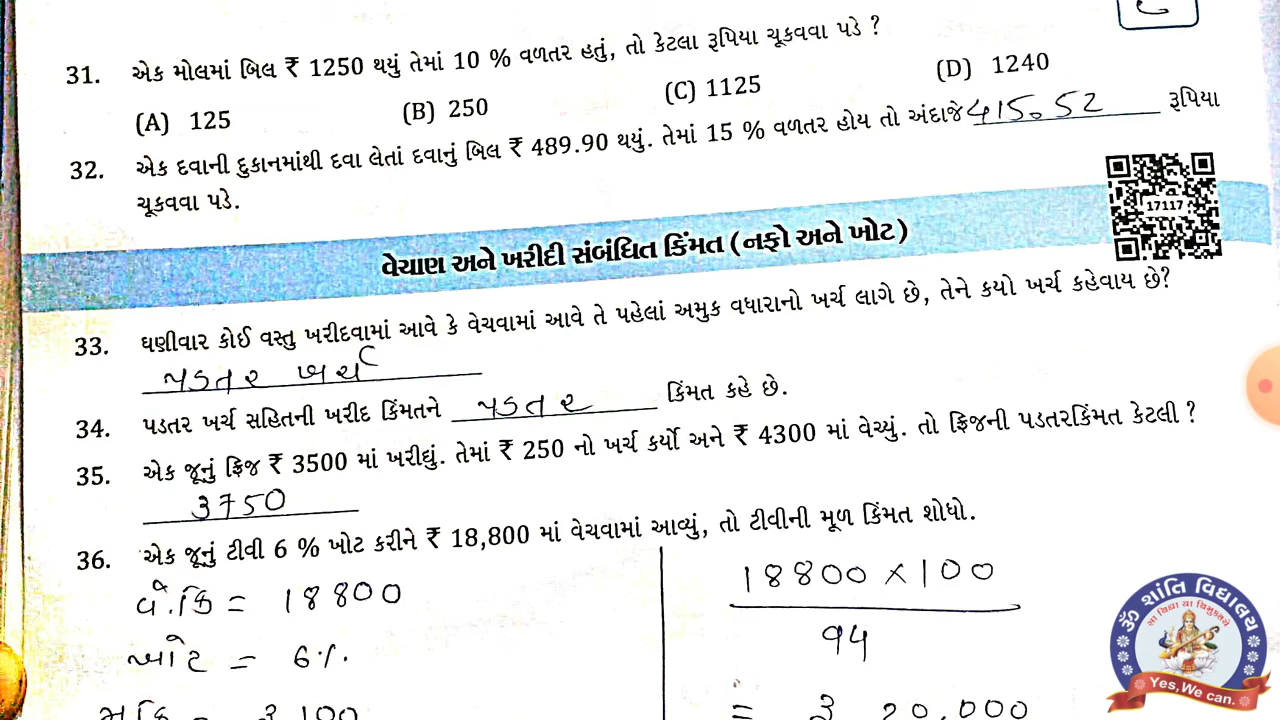 31. એક મોલમાં બિલ ₹ 1250 થયું તેમાં 10 % વળતર હતું, તો કેટલા રૂપિયા ચૂકવવા પડે ?
(A) 125 (B) 250 (C) 1125 (D) 1240
32. એક દવાની દુકાનમાંથી દવા લેતાં દવાનું બિલ ₹ 489.90 થયું. તેમાં 15 % વળતર હોય તો અંદાજે 415.52 રૂપિયા
ચૂકવવા પડે.
17117
વેચાણ અને ખરીદી સંબંધિત કિંમત (નફો અને ખોટ)
33. ઘણીવાર કોઈ વસ્તુ ખરીદવામાં આવે કે વેચવામાં આવે તે પહેલાં અમુક વધારાનો ખર્ચ લાગે છે, તેને કયો ખર્ચ કહેવાય છે?
પડતર ખર્ચ
34. પડતર ખર્ચ સહિતની ખરીદ કિંમતને પડતર કિંમત કહે છે.
35. એક જૂનું ફ્રિજ ₹ 3500 માં ખરીદ્યું. તેમાં ₹ 250 નો ખર્ચ કર્યો અને ₹ 4300 માં વેચ્યું. તો ફ્રિજની પડતરકિંમત કેટલી ?
3750
36. એક જૂનું ટીવી 6 % ખોટ કરીને ₹ 18,800 માં વેચવામાં આવ્યું, તો ટીવીની મૂળ કિંમત શોધો.
વે.કિ = 18800
ખોટ = 6%.
મુ કિ = રૂ 100
18800 × 100
94
= રૂ 20,000
ૐ શાંતિ વિદ્યાલય
सा विद्या या विमुक्तये
Yes, We can.